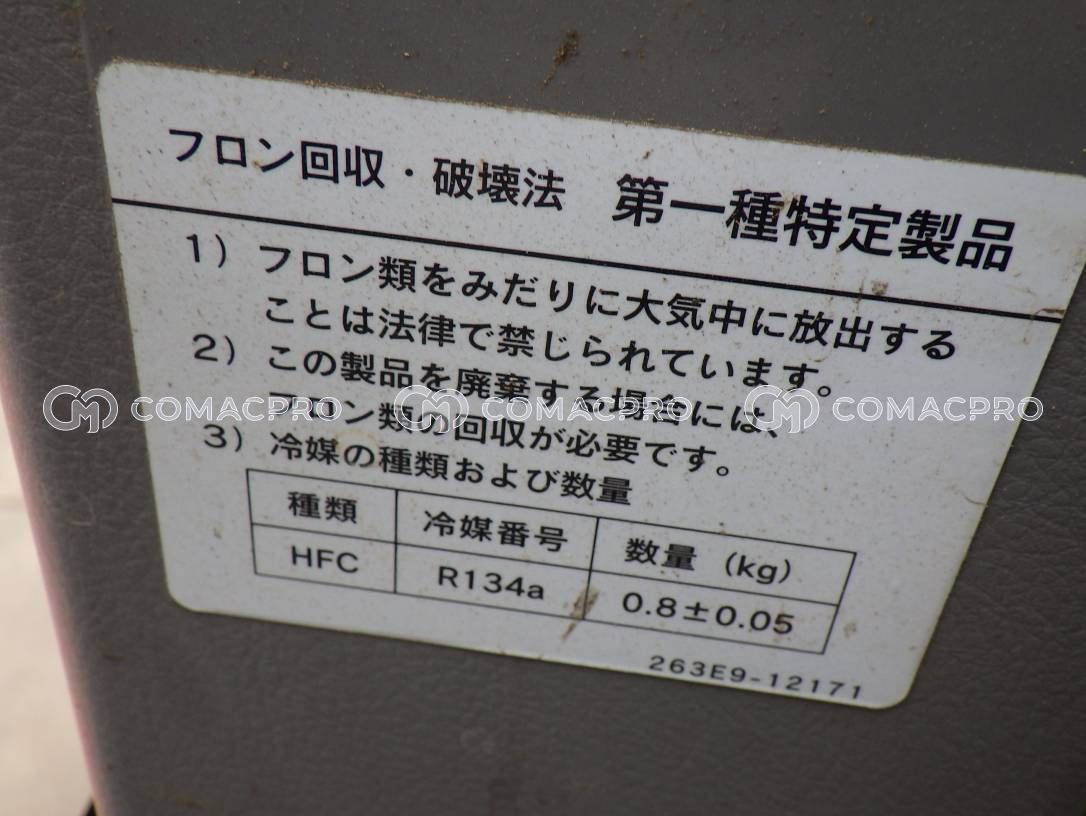 フロン回収・破壊法 第一種特定製品
1) フロン類をみだりに大気中に放出する
ことは法律で禁じられています。
2) この製品を廃棄する場合には、
フロン類の回収が必要です。
COMACPRO COMACPRO COMACPRO
3) 冷媒の種類および数量
種類 冷媒番号 数量 (kg)
HFC R134a 0.8±0.05
263E9-12171